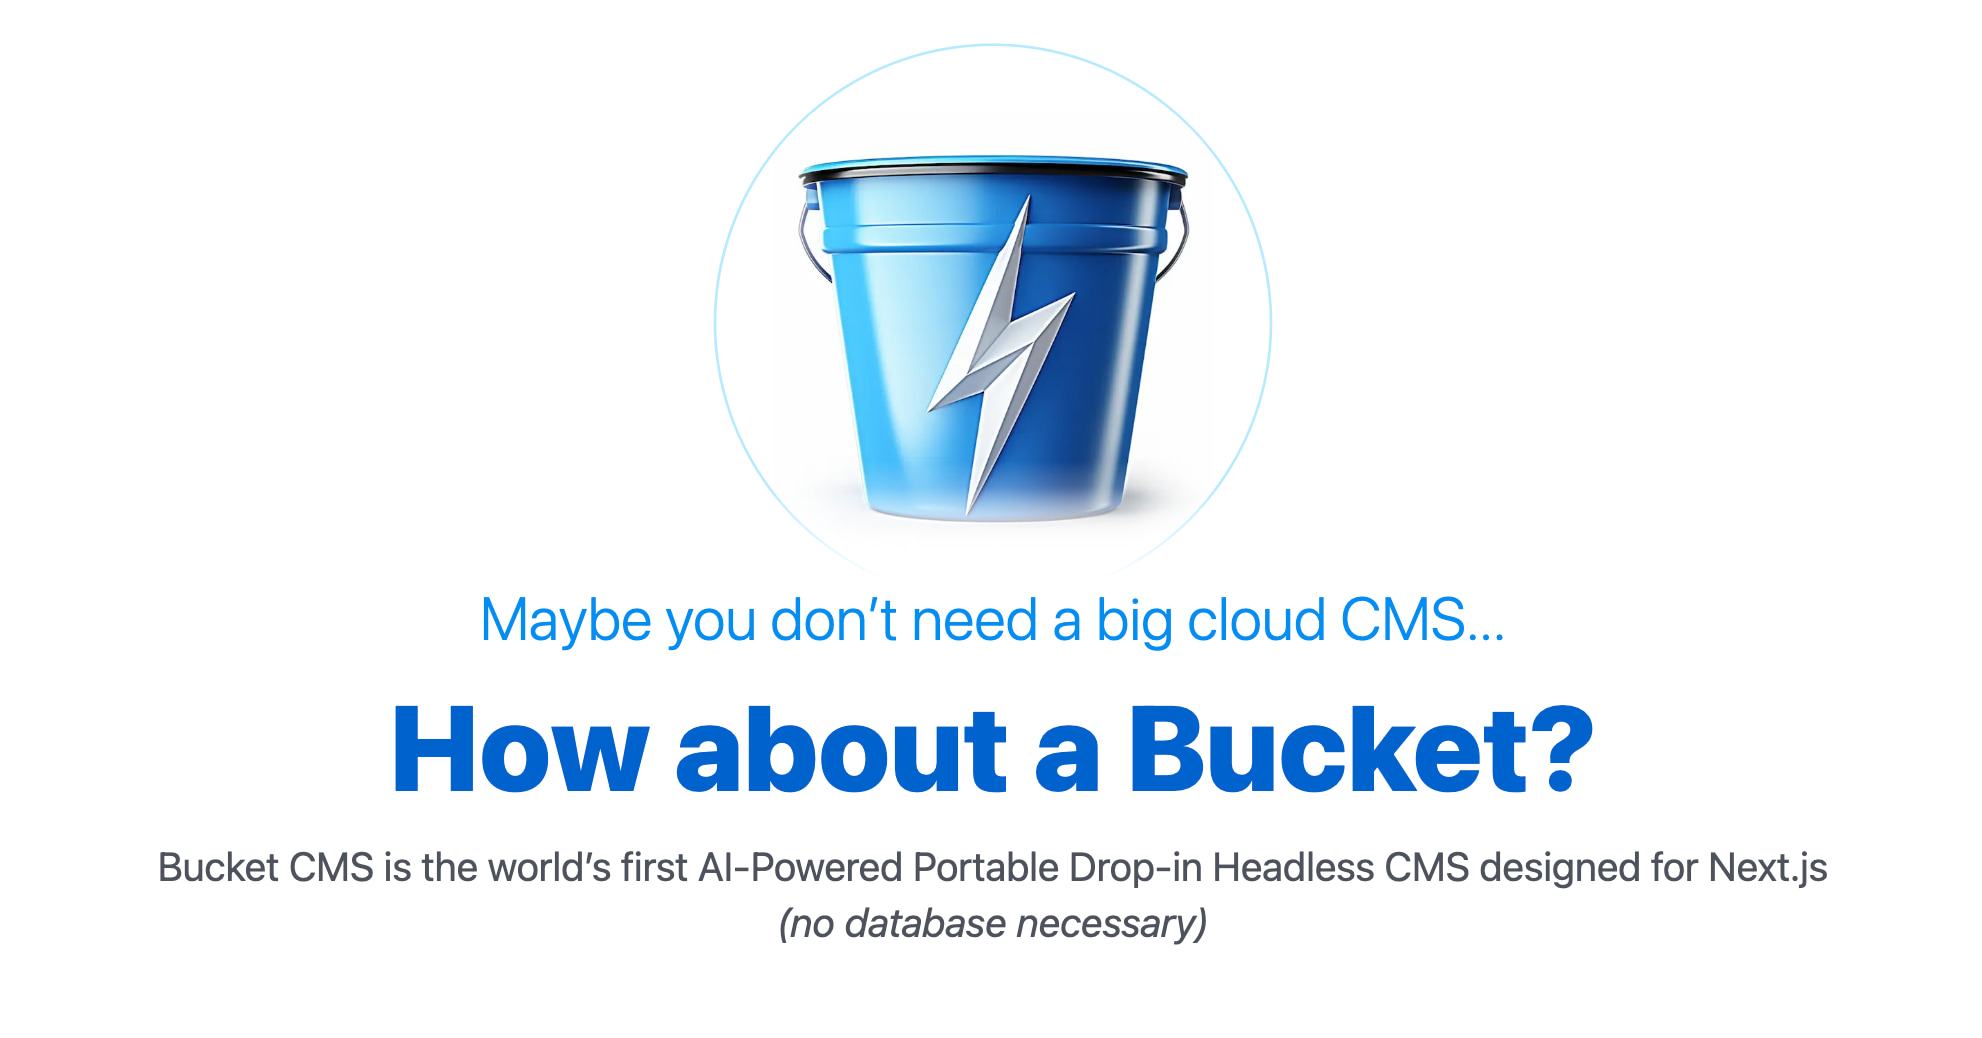 Maybe you don’t need a big cloud CMS...
How about a Bucket?
Bucket CMS is the world’s first AI-Powered Portable Drop-in Headless CMS designed for Next.js
(no database necessary)